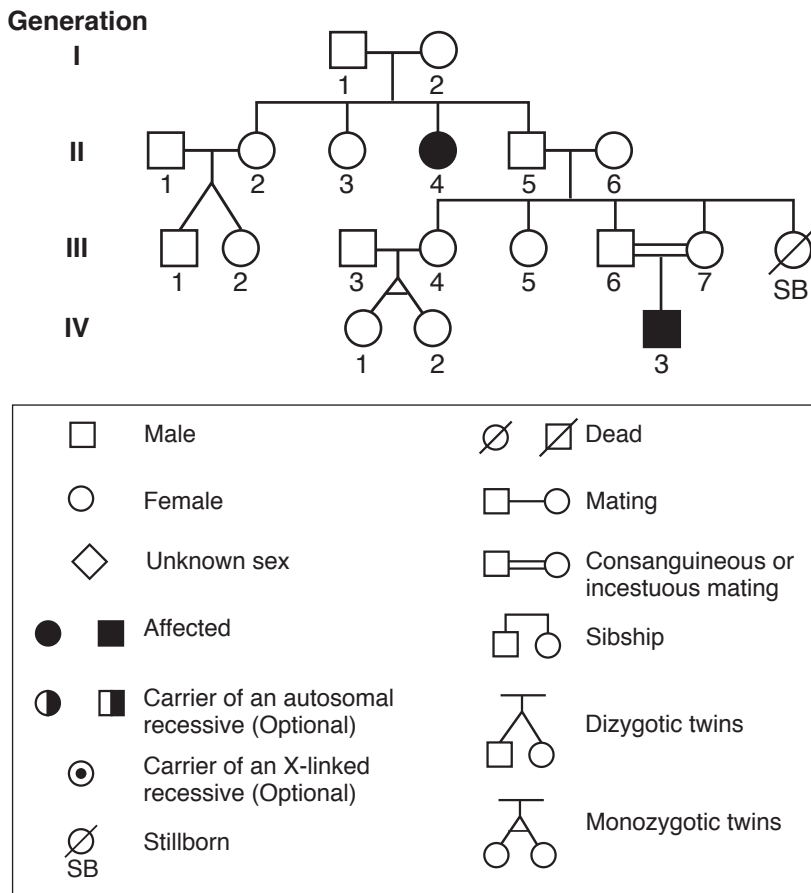 Generation
I
1 2
II
1 2 3 4 5 6
III
1 2 3 4 5 6 7 SB
IV
1 2 3
Male
Female
Unknown sex
Affected
Carrier of an autosomal
recessive (Optional)
Carrier of an X-linked
recessive (Optional)
SB
Stillborn
Dead
Mating
Consanguineous or
incestuous mating
Sibship
Dizygotic twins
Monozygotic twins